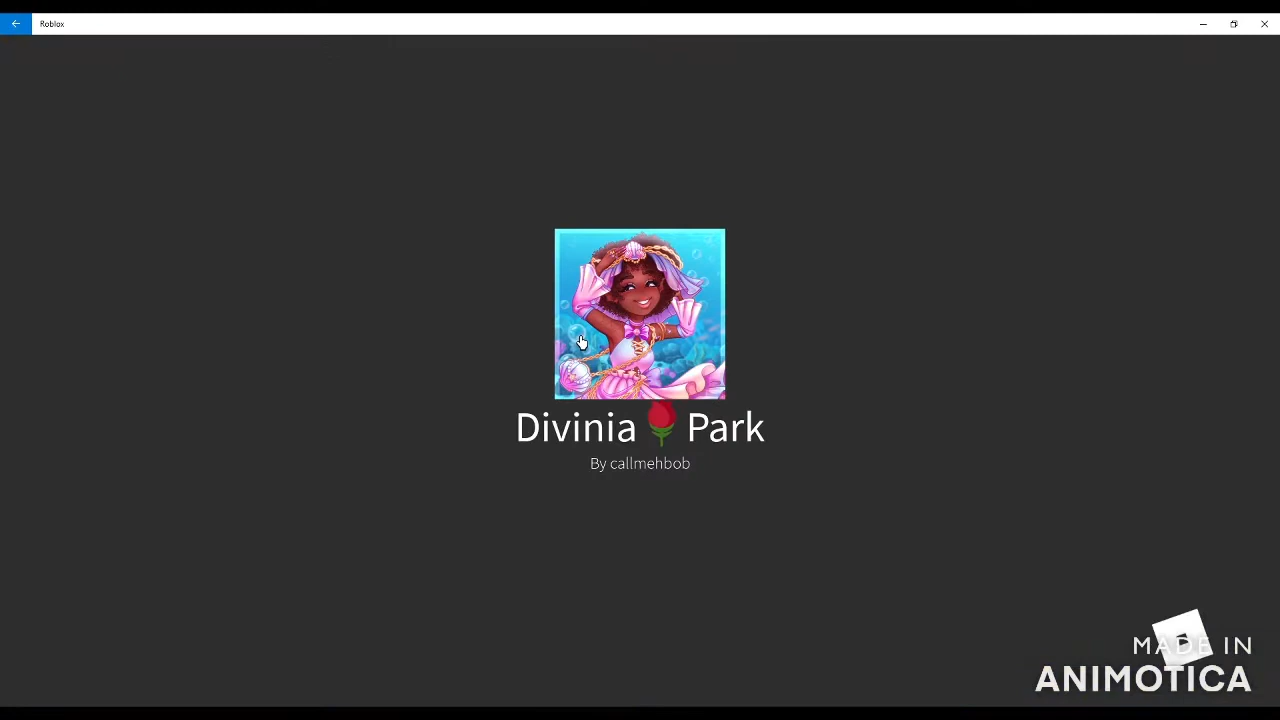 Roblox
Divinia🌹Park
By callmehbob
MADE IN
ANIMOTICA